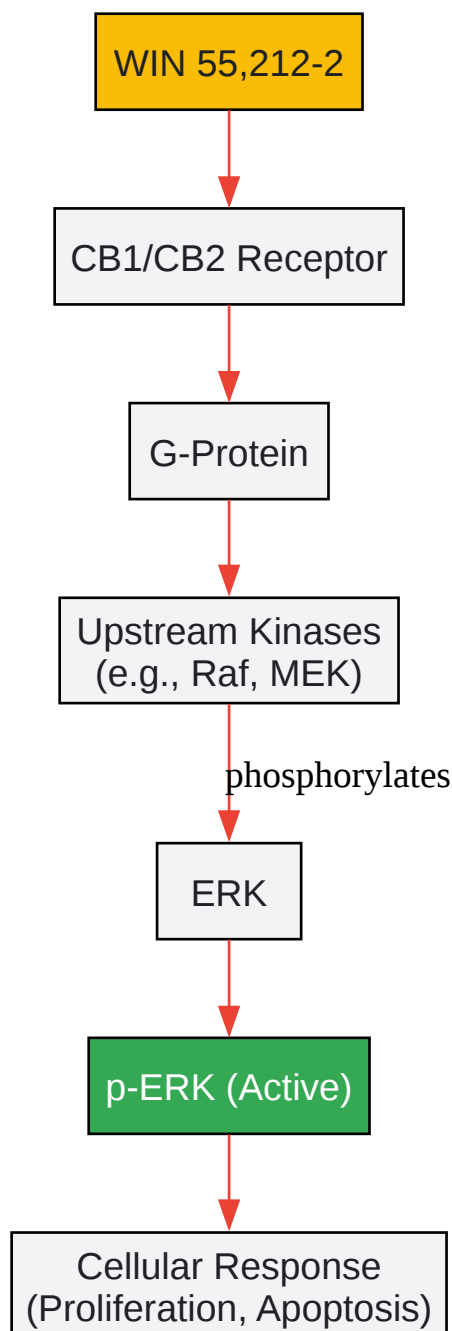 WIN 55,212-2
CB1/CB2 Receptor
G-Protein
Upstream Kinases
(e.g., Raf, MEK)
phosphorylates
ERK
p-ERK (Active)
Cellular Response
(Proliferation, Apoptosis)